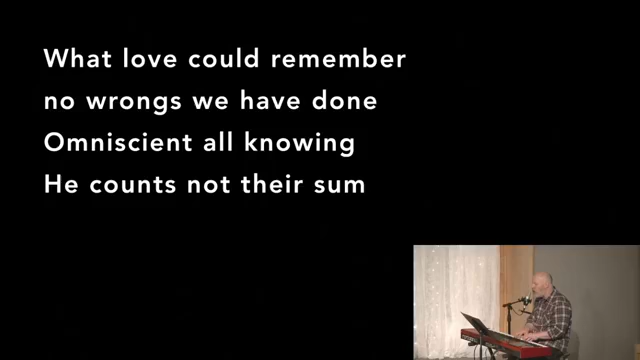 What love could remember
no wrongs we have done
Omniscient all knowing
He counts not their sum